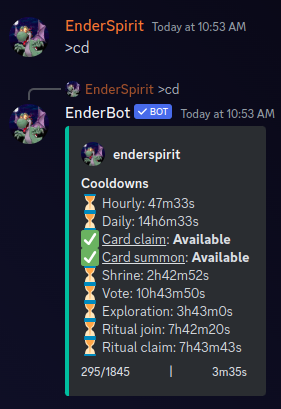 EnderSpirit Today at 10:53 AM
>cd
EnderSpirit >cd
EnderBot ✓ BOT Today at 10:53 AM
enderspirit
Cooldowns
⏳ Hourly: 47m33s
⏳ Daily: 14h6m33s
✅ Card claim: Available
✅ Card summon: Available
⏳ Shrine: 2h42m52s
⏳ Vote: 10h43m50s
⏳ Exploration: 3h43m0s
⏳ Ritual join: 7h42m20s
⏳ Ritual claim: 7h43m43s
295/1845 | 3m35s